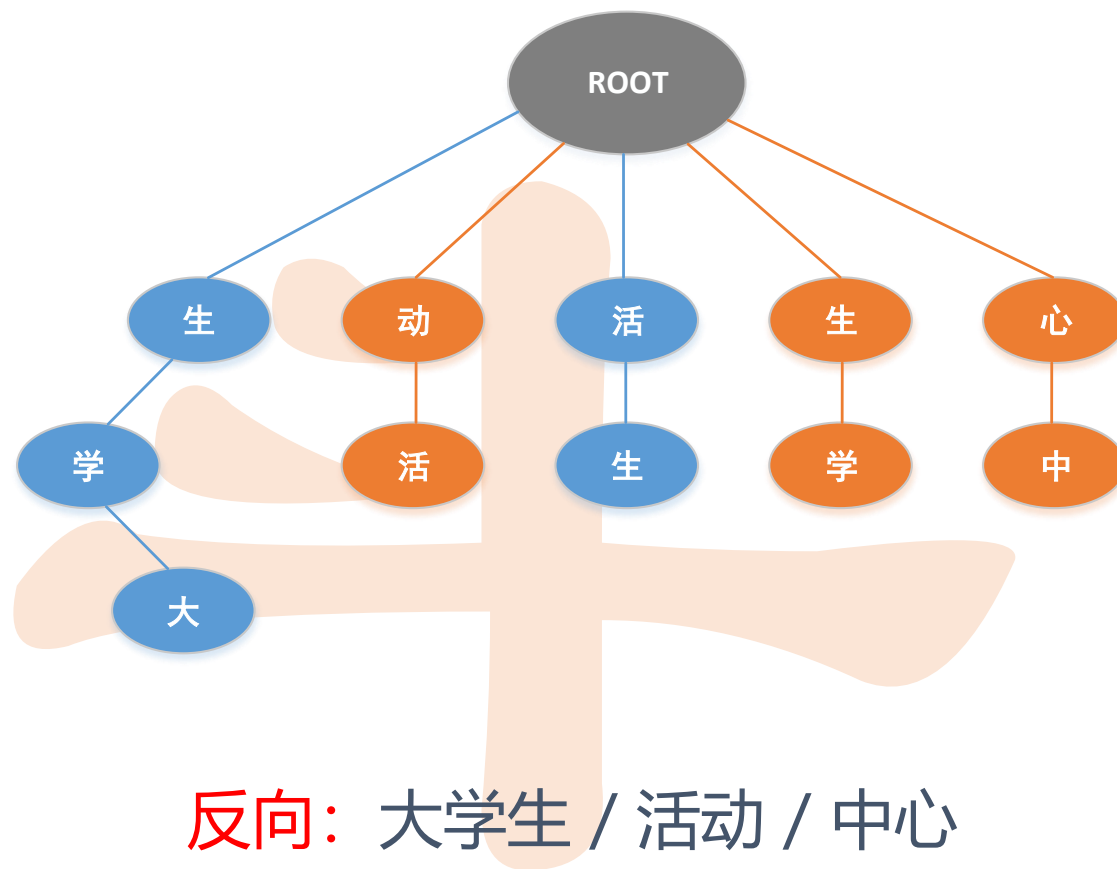 ROOT
生 动 活 生 心
学 活 生 学 中
大
反向：大学生 / 活动 / 中心